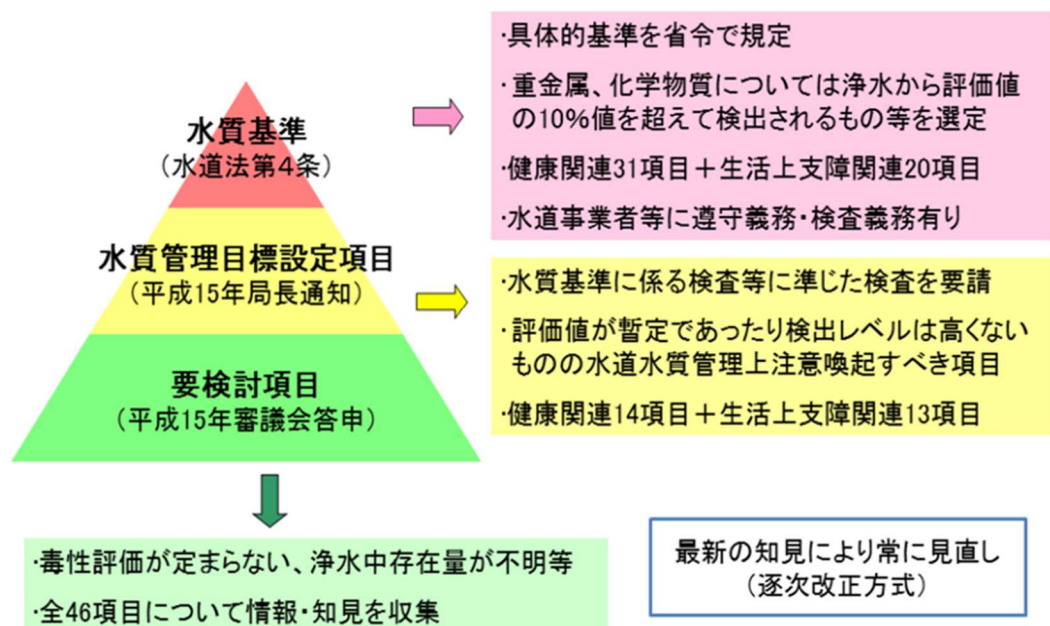 水質基準
(水道法第4条)
水質管理目標設定項目
(平成15年局長通知)
要検討項目
(平成15年審議会答申)
・具体的基準を省令で規定
・重金属、化学物質については浄水から評価値
の10%値を超えて検出されるもの等を選定
・健康関連31項目+生活上支障関連20項目
・水道事業者等に遵守義務・検査義務有り
・水質基準に係る検査等に準じた検査を要請
・評価値が暫定であったり検出レベルは高くない
ものの水道水質管理上注意喚起すべき項目
・健康関連14項目+生活上支障関連13項目
・毒性評価が定まらない、浄水中存在量が不明等
・全46項目について情報・知見を収集
最新の知見により常に見直し
(逐次改正方式)